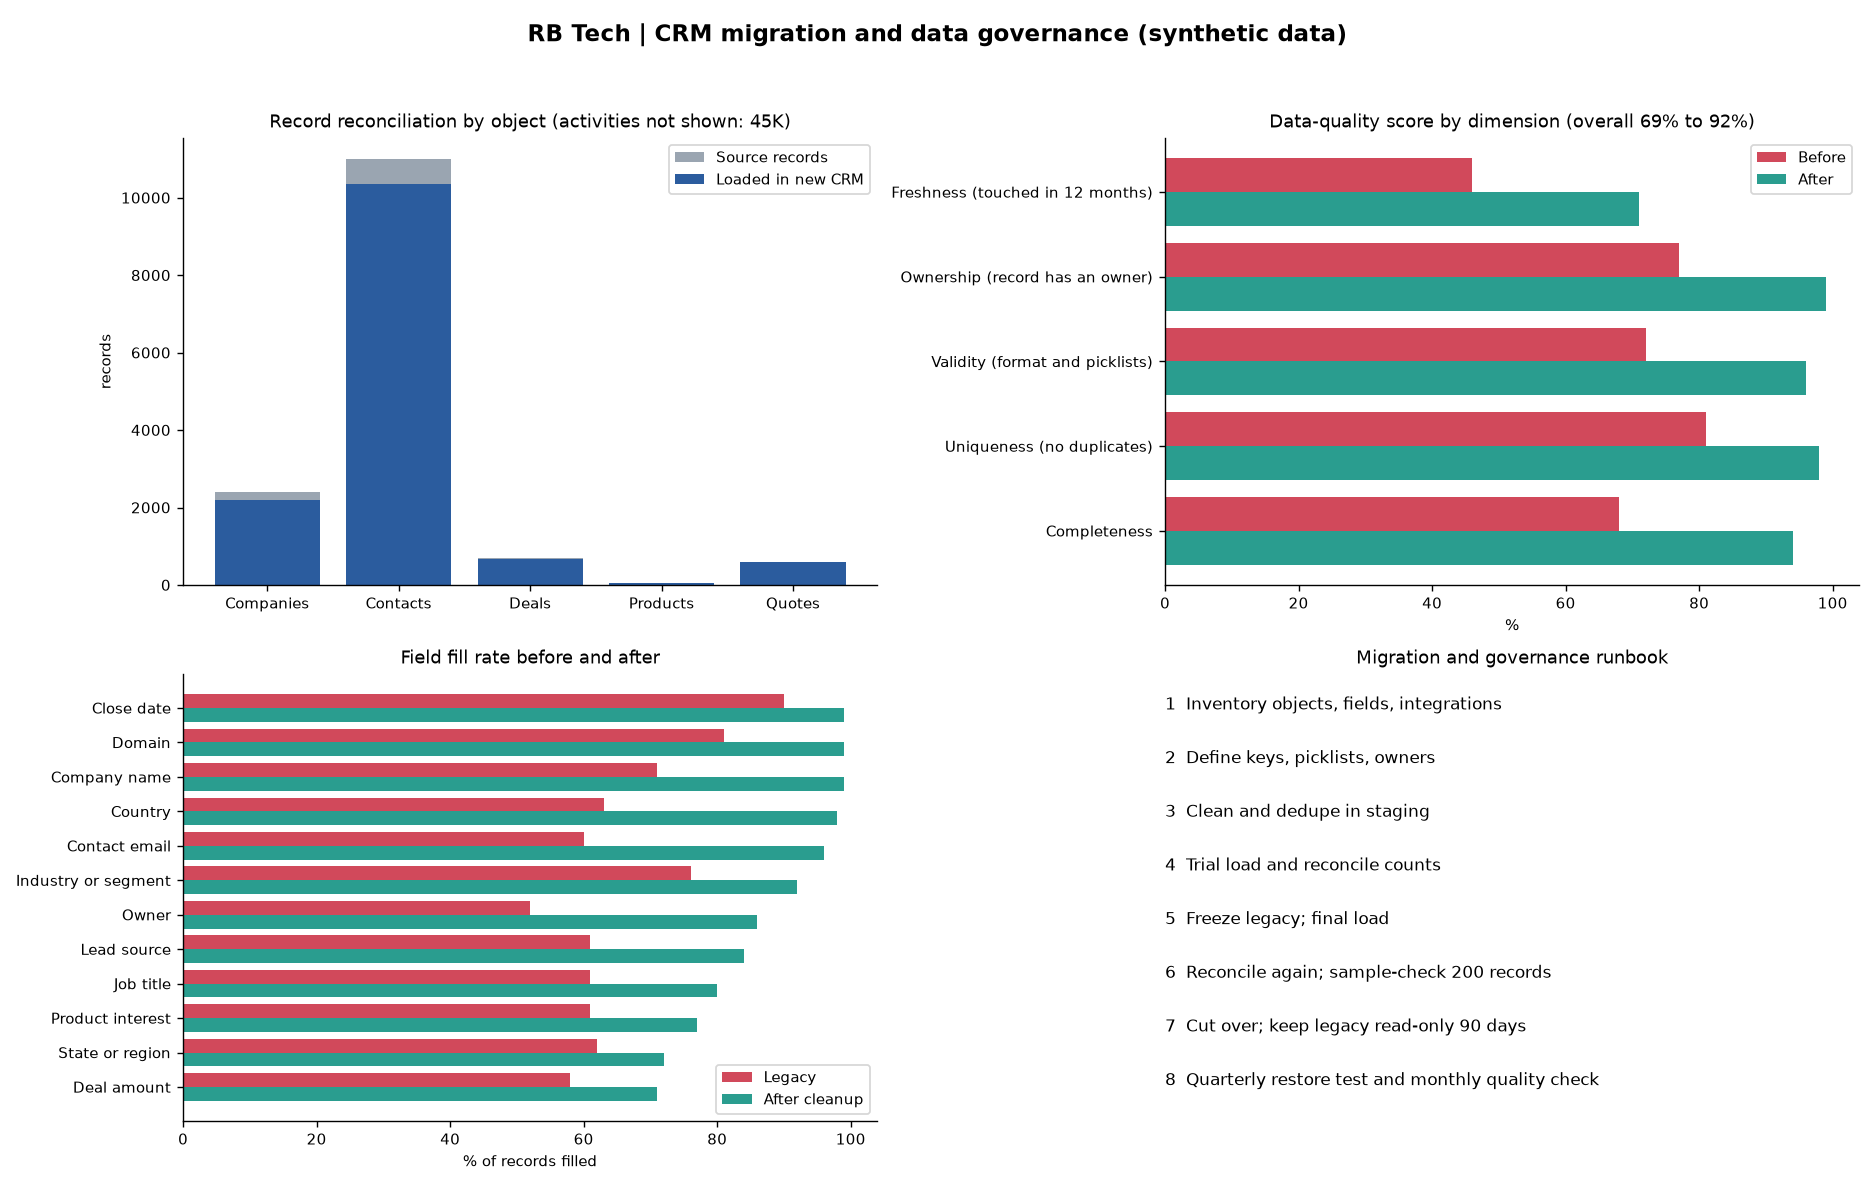 RB Tech | CRM migration and data governance (synthetic data)
Record reconciliation by object (activities not shown: 45K)
Source records
Loaded in new CRM
records
10000
8000
6000
4000
2000
0
Companies
Contacts
Deals
Products
Quotes
Data-quality score by dimension (overall 69% to 92%)
Before
After
Freshness (touched in 12 months)
Ownership (record has an owner)
Validity (format and picklists)
Uniqueness (no duplicates)
Completeness
0
20
40
60
80
100
%
Field fill rate before and after
Close date
Domain
Company name
Country
Contact email
Industry or segment
Owner
Lead source
Job title
Product interest
State or region
Deal amount
Legacy
After cleanup
0
20
40
60
80
100
% of records filled
Migration and governance runbook
1 Inventory objects, fields, integrations
2 Define keys, picklists, owners
3 Clean and dedupe in staging
4 Trial load and reconcile counts
5 Freeze legacy; final load
6 Reconcile again; sample-check 200 records
7 Cut over; keep legacy read-only 90 days
8 Quarterly restore test and monthly quality check